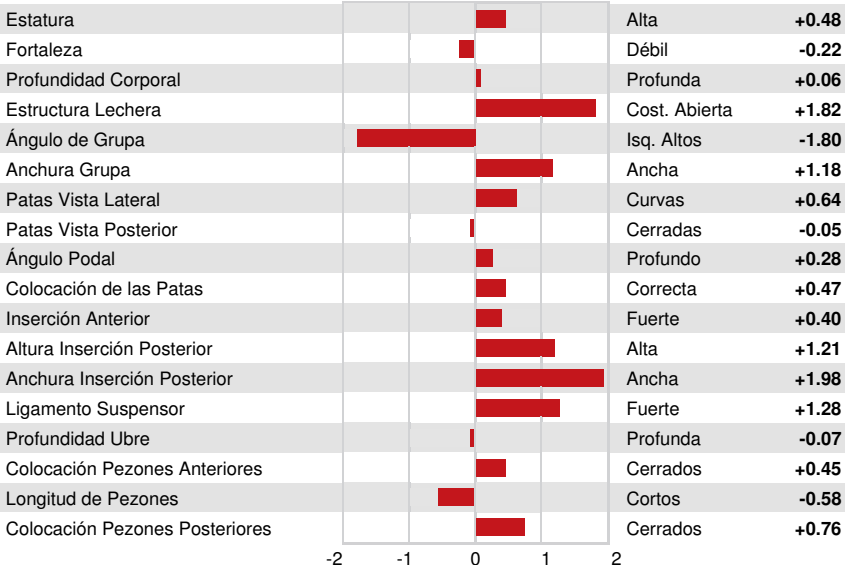 Estatura Alta +0.48
Fortaleza Débil -0.22
Profundidad Corporal Profunda +0.06
Estructura Lechera Cost. Abierta +1.82
Ángulo de Grupa Isq. Altos -1.80
Anchura Grupa Ancha +1.18
Patas Vista Lateral Curvas +0.64
Patas Vista Posterior Cerradas -0.05
Ángulo Podal Profundo +0.28
Colocación de las Patas Correcta +0.47
Inserción Anterior Fuerte +0.40
Altura Inserción Posterior Alta +1.21
Anchura Inserción Posterior Ancha +1.98
Ligamento Suspensor Fuerte +1.28
Profundidad Ubre Profunda -0.07
Colocación Pezones Anteriores Cerrados +0.45
Longitud de Pezones Cortos -0.58
Colocación Pezones Posteriores Cerrados +0.76
-2 -1 0 1 2